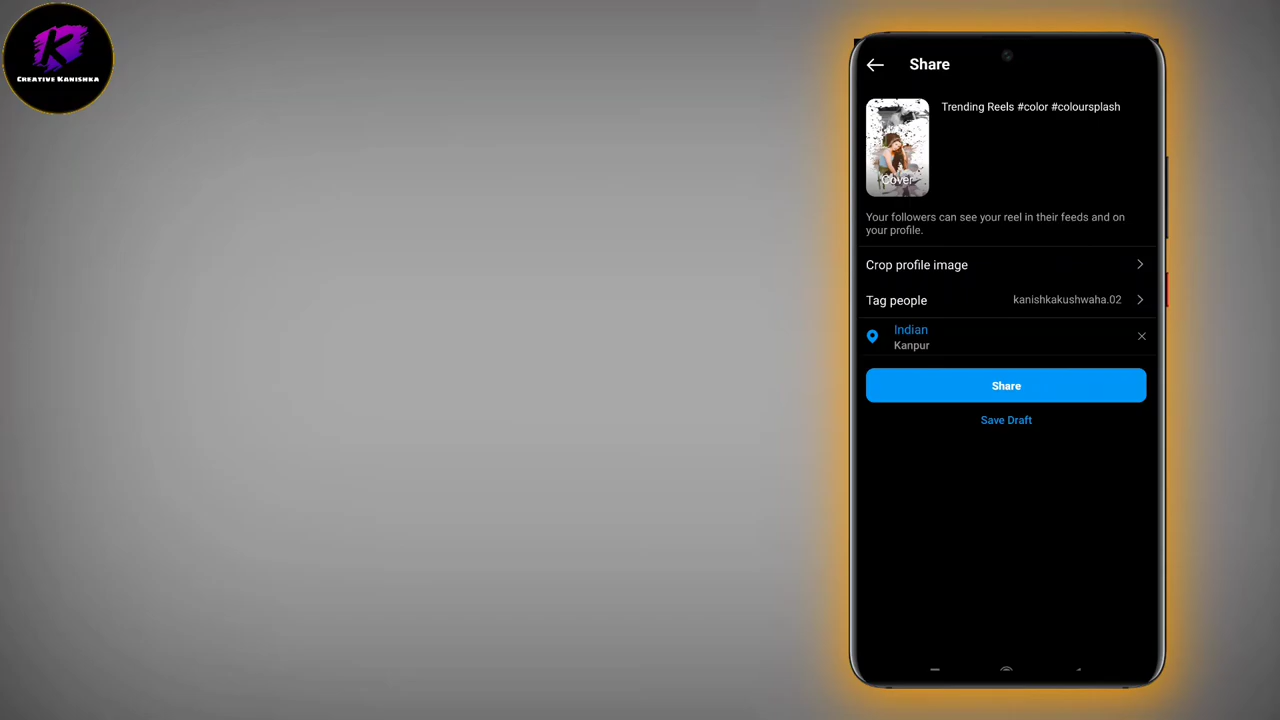 K
CREATIVE KANISHKA
Share
Trending Reels #color #coloursplash
Cover
Your followers can see your reel in their feeds and on
your profile.
Crop profile image
Tag people kanishkakushwaha.02
Indian
Kanpur
Share
Save Draft